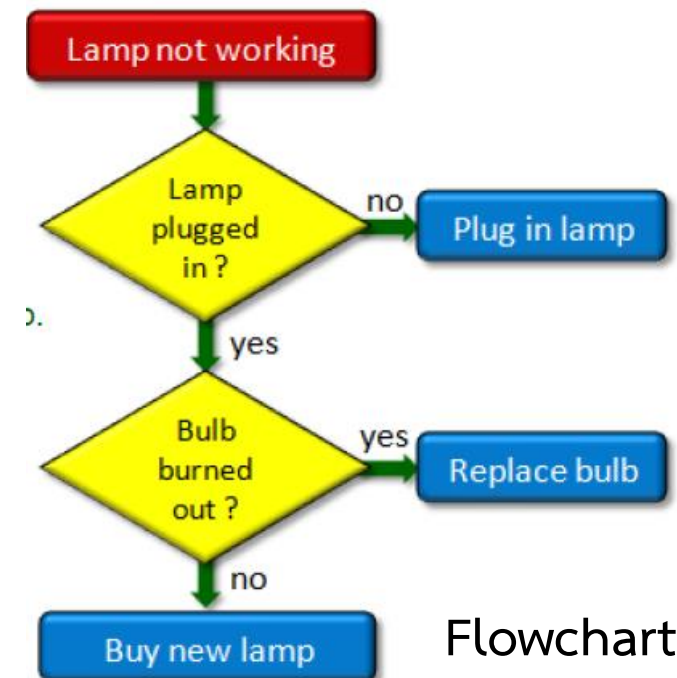 Lamp not working
Lamp
plugged
in ?
no
Plug in lamp
yes
Bulb
burned
out ?
yes
Replace bulb
no
Buy new lamp
Flowchart